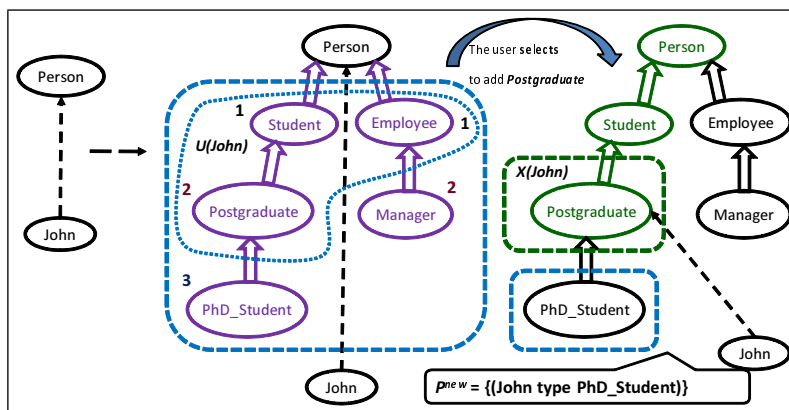 Person
John
Person
1
Student
Employee
1
U(John)
2
Postgraduate
Manager
2
3
PhD_Student
John
The user selects
to add Postgraduate
Person
Student
Employee
X(John)
Postgraduate
Manager
PhD_Student
John
P^new = {(John type PhD_Student)}